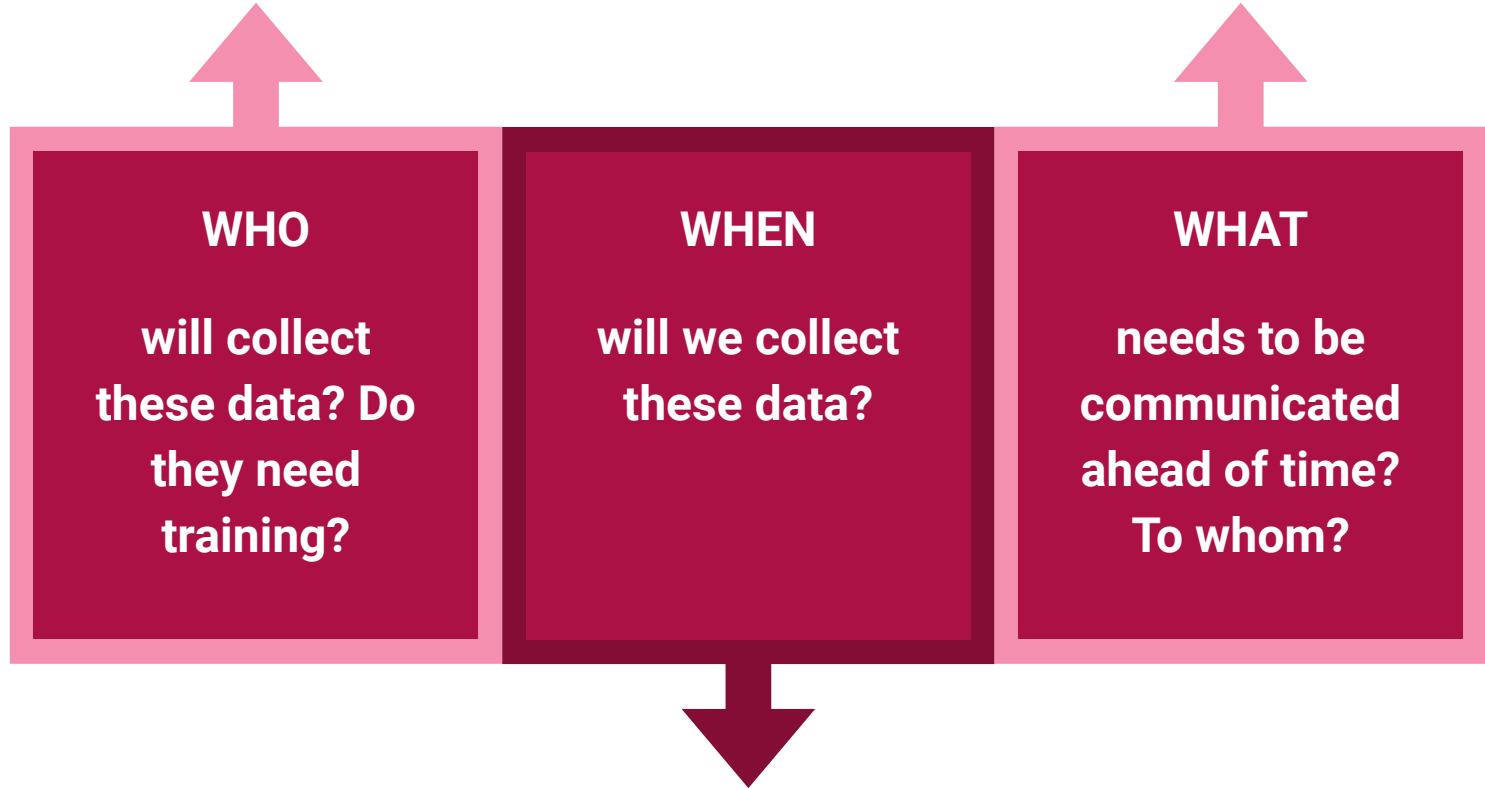 WHO
will collect
these data? Do
they need
training?
WHEN
will we collect
these data?
WHAT
needs to be
communicated
ahead of time?
To whom?